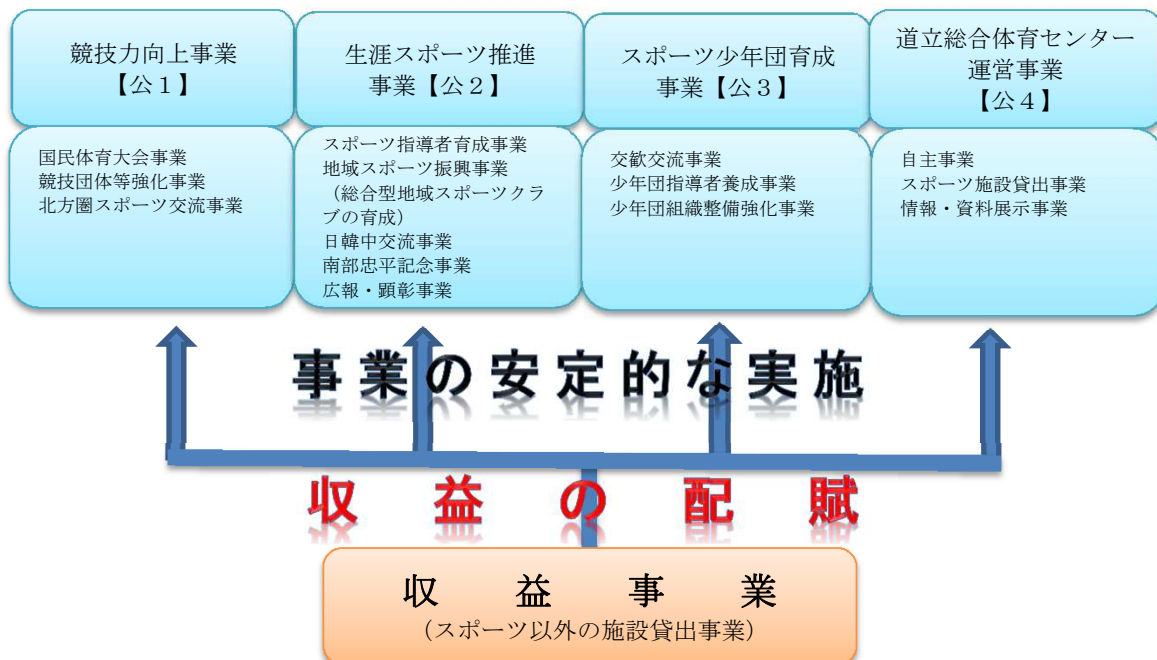 競技力向上事業
【公１】
国民体育大会事業
競技団体等強化事業
北方圏スポーツ交流事業
生涯スポーツ推進
事業【公２】
スポーツ指導者育成事業
地域スポーツ振興事業
（総合型地域スポーツクラ
ブの育成）
日韓中交流事業
南部忠平記念事業
広報・顕彰事業
スポーツ少年団育成
事業【公３】
交歓交流事業
少年団指導者養成事業
少年団組織整備強化事業
道立総合体育センター
運営事業
【公４】
自主事業
スポーツ施設貸出事業
情報・資料展示事業
事業の安定的な実施
収益の配賦
収益事業
（スポーツ以外の施設貸出事業）